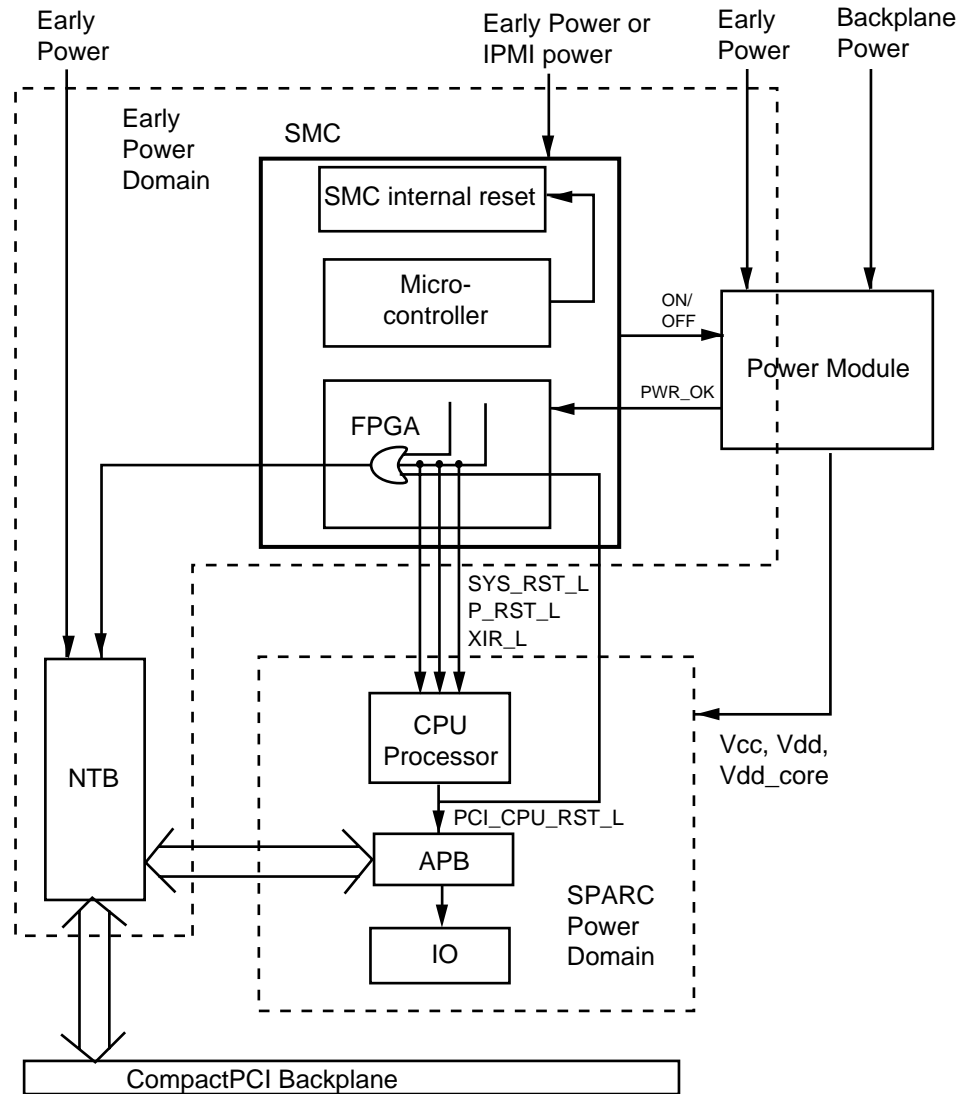 Early
Power
Early Power or
IPMI power
Early
Power
Backplane
Power
Early
Power
Domain
SMC
SMC internal reset
Micro-
controller
ON/
OFF
Power Module
PWR_OK
FPGA
SYS_RST_L
P_RST_L
XIR_L
CPU
Processor
Vcc, Vdd,
Vdd_core
NTB
PCI_CPU_RST_L
APB
SPARC
Power
Domain
IO
CompactPCI Backplane